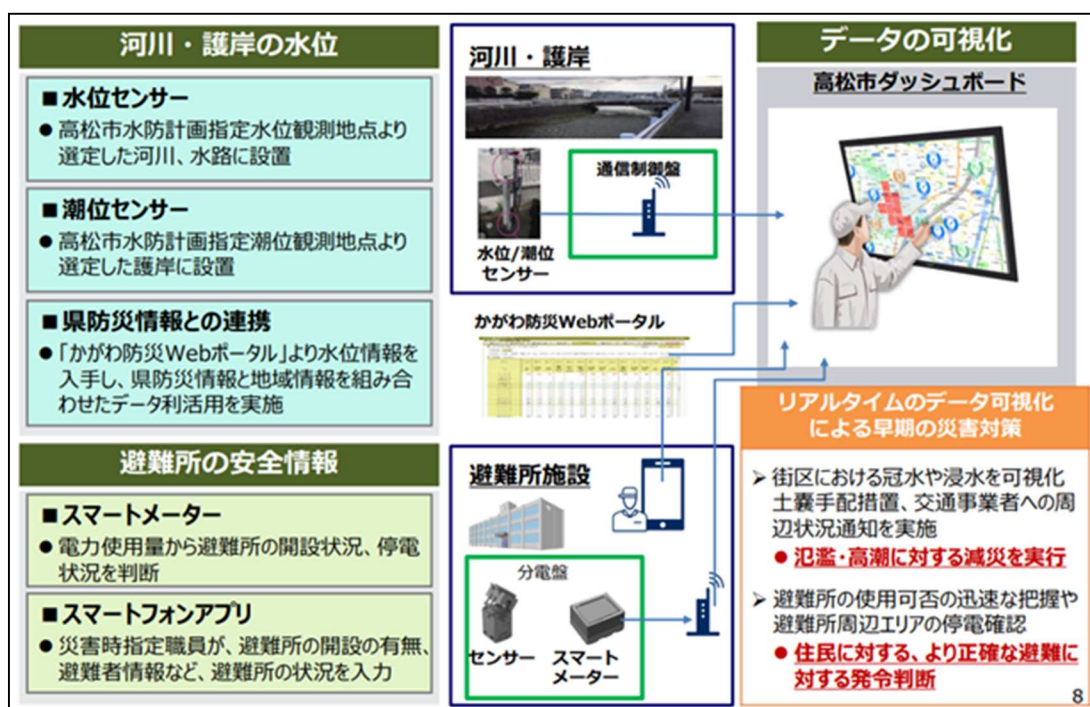 河川・護岸の水位
■水位センサー
● 高松市水防計画指定水位観測地点より
選定した河川、水路に設置
■潮位センサー
● 高松市水防計画指定潮位観測地点より
選定した護岸に設置
■県防災情報との連携
●「かがわ防災Webポータル」より水位情報を
入手し、県防災情報と地域情報を組み合
わせたデータ利活用を実施
避難所の安全情報
■スマートメーター
● 電力使用量から避難所の開設状況、停電
状況を判断
■スマートフォンアプリ
● 災害時指定職員が、避難所の開設の有無、
避難者情報など、避難所の状況を入力
河川・護岸
通信制御盤
水位/潮位
センサー
かがわ防災Webポータル
避難所施設
分電盤
センサー
スマート
メーター
データの可視化
高松市ダッシュボード
リアルタイムのデータ可視化
による早期の災害対策
➢ 街区における冠水や浸水を可視化
土嚢手配措置、交通事業者への周
辺状況通知を実施
● 氾濫・高潮に対する減災を実行
➢ 避難所の使用可否の迅速な把握や
避難所周辺エリアの停電確認
● 住民に対する、より正確な避難に
対する発令判断
8